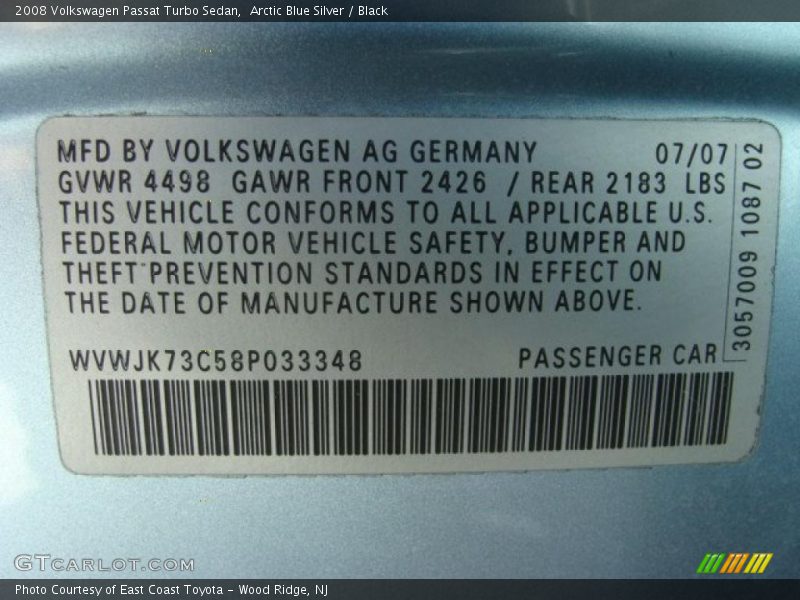 2008 Volkswagen Passat Turbo Sedan,  Arctic Blue Silver / Black
MFD BY VOLKSWAGEN AG GERMANY 07/07
GVWR 4498 GAWR FRONT 2426 / REAR 2183 LBS
THIS VEHICLE CONFORMS TO ALL APPLICABLE U.S.
FEDERAL MOTOR VEHICLE SAFETY, BUMPER AND
THEFT PREVENTION STANDARDS IN EFFECT ON
THE DATE OF MANUFACTURE SHOWN ABOVE.
3057009 1087 02
WVWJK73C58P033348 PASSENGER CAR
GTCARLOT.COM
Photo Courtesy of East Coast Toyota - Wood Ridge, NJ